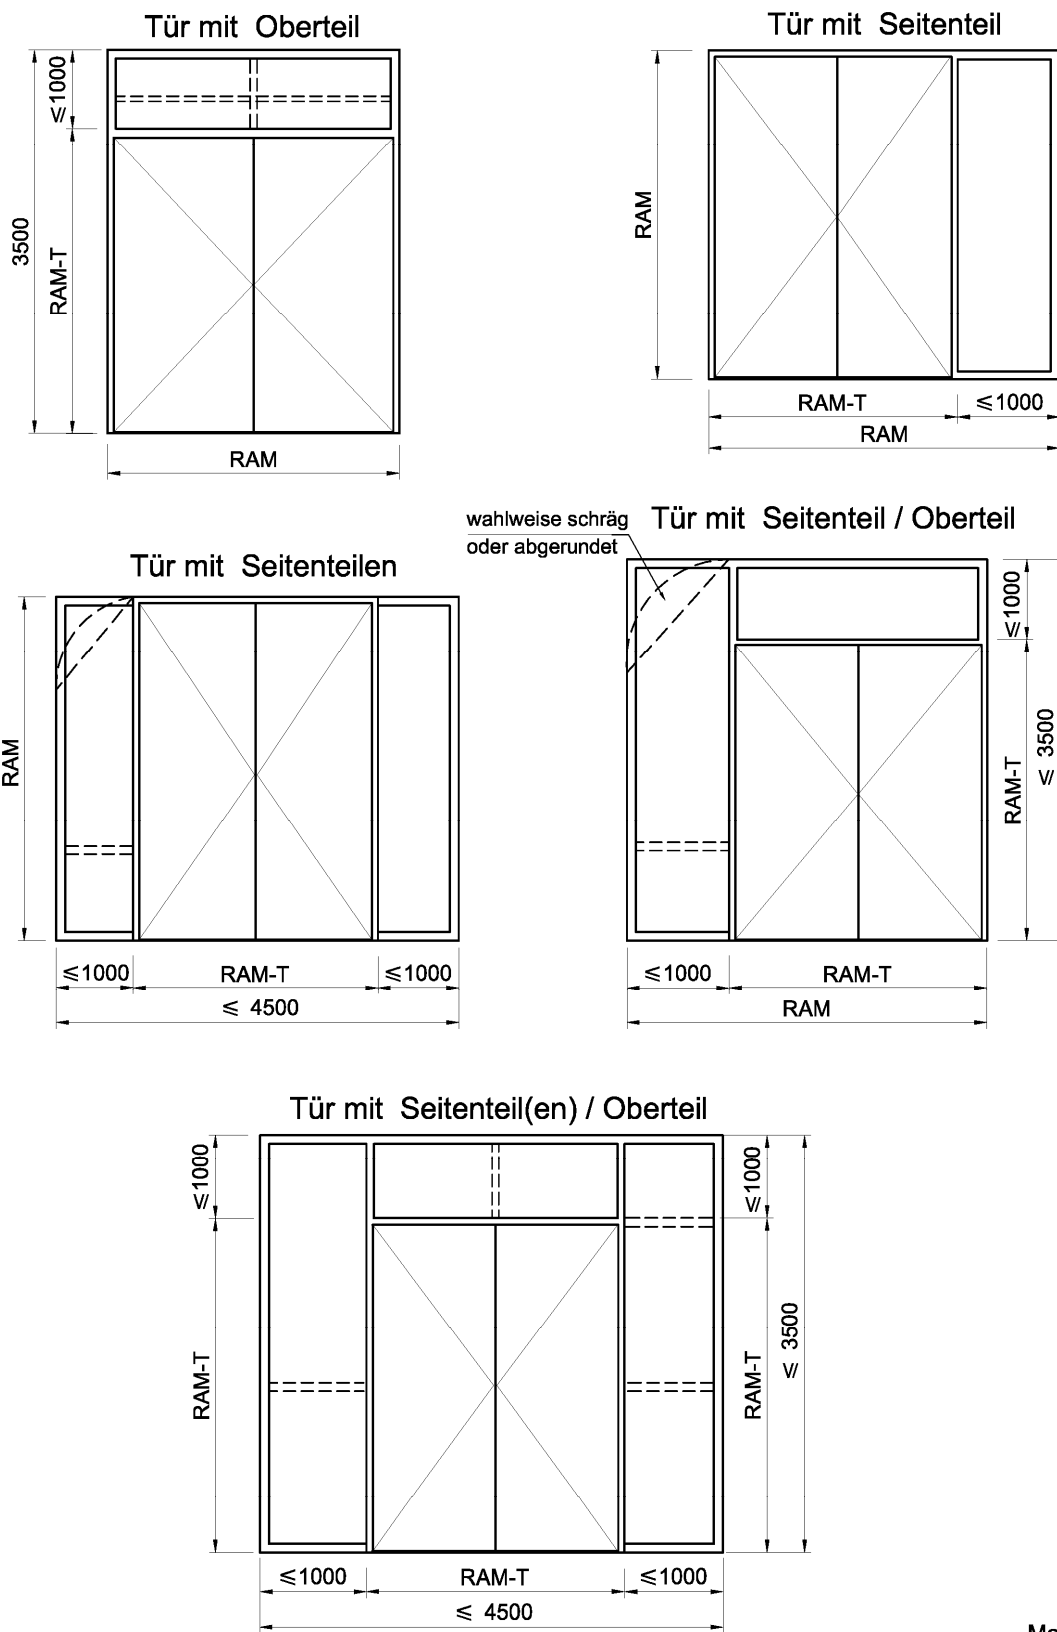 Tür mit Oberteil
≤1000
3500
RAM-T
RAM
Tür mit Seitenteil
RAM
RAM-T
≤1000
RAM
wahlweise schräg
oder abgerundet
Tür mit Seitenteil / Oberteil
≤1000
RAM-T
≤ 3500
≤1000
RAM-T
RAM
Tür mit Seitenteilen
RAM
≤1000
RAM-T
≤1000
≤ 4500
Tür mit Seitenteil(en) / Oberteil
≤1000
RAM-T
≤1000
RAM-T
≤ 3500
≤1000
RAM-T
≤1000
≤ 4500